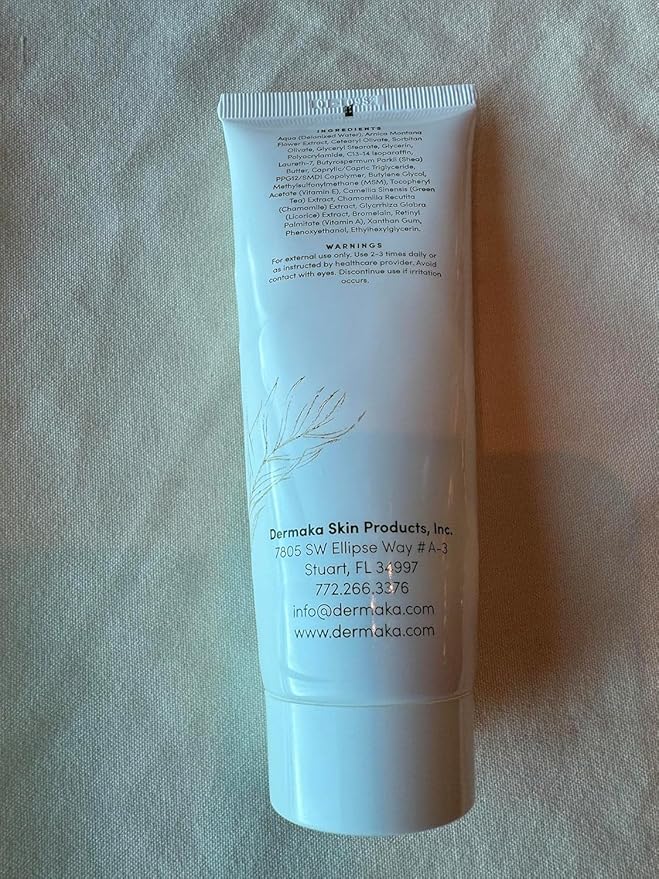 INGREDIENTS
Aqua (Deionized Water), Arnica Montana
Flower Extract, Cetearyl Olivate, Sorbitan
Olivate, Glyceryl Stearate, Glycerin,
Polyacrylamide, C13-14 Isoparaffin,
Laureth-7, Butyrospermum Parkii (Shea)
Butter, Caprylic/Capric Triglyceride,
PPG12/SMDI Copolymer, Butylene Glycol,
Methylsulfonylmethane (MSM), Tocopheryl
Acetate (Vitamin E), Camellia Sinensis (Green
Tea) Extract, Chamomilla Recutita
(Chamomile) Extract, Glycrrhiza Glabra
(Licorice) Extract, Bromelain, Retinyl
Palmitate (Vitamin A), Xanthan Gum,
Phenoxyethanol, Ethylhexylglycerin.
WARNINGS
For external use only. Use 2-3 times daily or
as instructed by healthcare provider. Avoid
contact with eyes. Discontinue use if irritation
occurs.
Dermaka Skin Products, Inc.
7805 SW Ellipse Way # A-3
Stuart, FL 34997
772.266.3376
info@dermaka.com
www.dermaka.com